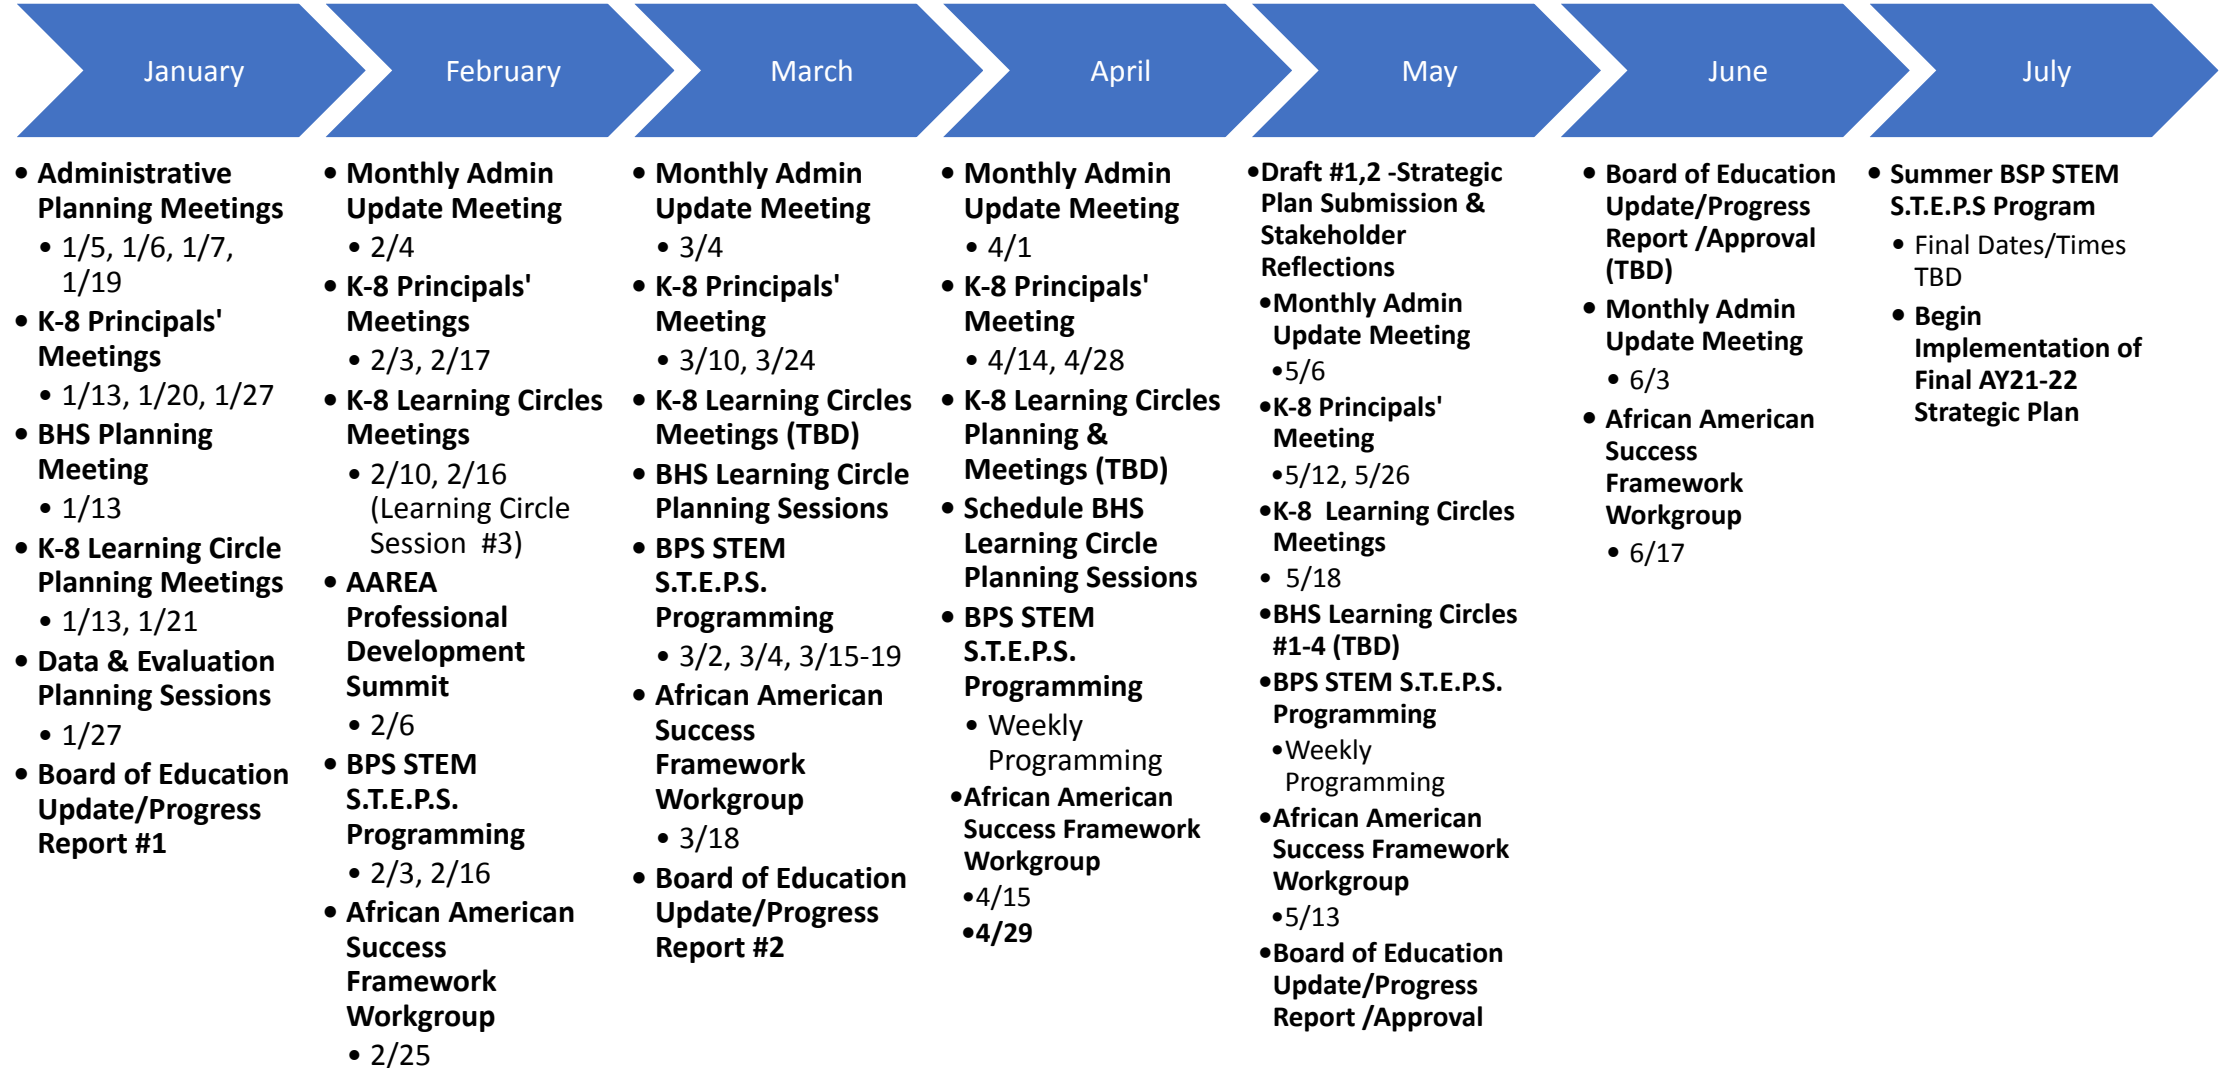 January
February
March
April
May
June
July
• Administrative
Planning Meetings
• 1/5, 1/6, 1/7,
1/19
• K-8 Principals'
Meetings
• 1/13, 1/20, 1/27
• BHS Planning
Meeting
• 1/13
• K-8 Learning Circle
Planning Meetings
• 1/13, 1/21
• Data & Evaluation
Planning Sessions
• 1/27
• Board of Education
Update/Progress
Report #1
• Monthly Admin
Update Meeting
• 2/4
• K-8 Principals'
Meetings
• 2/3, 2/17
• K-8 Learning Circles
Meetings
• 2/10, 2/16
(Learning Circle
Session  #3)
• AAREA
Professional
Development
Summit
• 2/6
• BPS STEM
S.T.E.P.S.
Programming
• 2/3, 2/16
• African American
Success
Framework
Workgroup
• 2/25
• Monthly Admin
Update Meeting
• 3/4
• K-8 Principals'
Meeting
• 3/10, 3/24
• K-8 Learning Circles
Meetings (TBD)
• BHS Learning Circle
Planning Sessions
• BPS STEM
S.T.E.P.S.
Programming
• 3/2, 3/4, 3/15-19
• African American
Success
Framework
Workgroup
• 3/18
• Board of Education
Update/Progress
Report #2
• Monthly Admin
Update Meeting
• 4/1
• K-8 Principals'
Meeting
• 4/14, 4/28
• K-8 Learning Circles
Planning &
Meetings (TBD)
• Schedule BHS
Learning Circle
Planning Sessions
• BPS STEM
S.T.E.P.S.
Programming
• Weekly
Programming
•African American
Success Framework
Workgroup
•4/15
•4/29
•Draft #1,2 -Strategic
Plan Submission &
Stakeholder
Reflections
•Monthly Admin
Update Meeting
•5/6
•K-8 Principals'
Meeting
•5/12, 5/26
•K-8  Learning Circles
Meetings
• 5/18
•BHS Learning Circles
#1-4 (TBD)
•BPS STEM S.T.E.P.S.
Programming
•Weekly
Programming
•African American
Success Framework
Workgroup
•5/13
•Board of Education
Update/Progress
Report /Approval
• Board of Education
Update/Progress
Report /Approval
(TBD)
• Monthly Admin
Update Meeting
• 6/3
• African American
Success
Framework
Workgroup
• 6/17
• Summer BSP STEM
S.T.E.P.S Program
• Final Dates/Times
TBD
• Begin
Implementation of
Final AY21-22
Strategic Plan